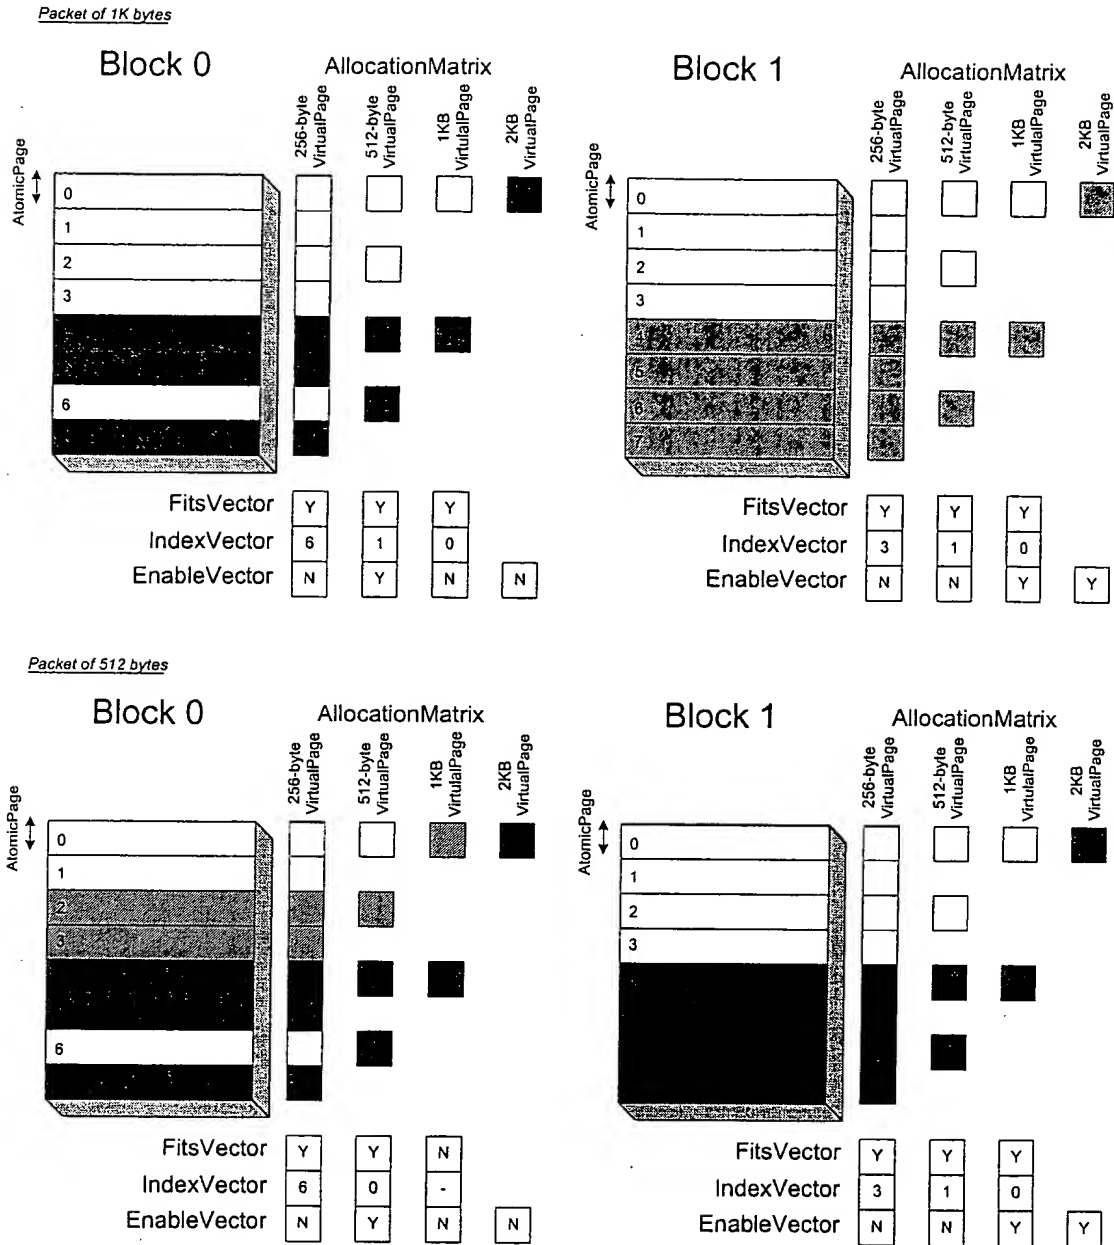 Packet of 1K bytes
Block 0
AllocationMatrix
256-byte VirtualPage
512-byte VirtualPage
1KB VirtulalPage
2KB VirtualPage
AtomicPage
0
1
2
3
6
FitsVector Y Y Y
IndexVector 6 1 0
EnableVector N Y N N
Block 1
AllocationMatrix
256-byte VirtualPage
512-byte VirtualPage
1KB VirtulalPage
2KB VirtualPage
AtomicPage
0
1
2
3
4
5
6
7
FitsVector Y Y Y
IndexVector 3 1 0
EnableVector N N Y Y
Packet of 512 bytes
Block 0
AllocationMatrix
256-byte VirtualPage
512-byte VirtualPage
1KB VirtulalPage
2KB VirtualPage
AtomicPage
0
1
2
3
6
FitsVector Y Y N
IndexVector 6 0 -
EnableVector N Y N N
Block 1
AllocationMatrix
256-byte VirtualPage
512-byte VirtualPage
1KB VirtulalPage
2KB VirtualPage
AtomicPage
0
1
2
3
FitsVector Y Y Y
IndexVector 3 1 0
EnableVector N N Y Y